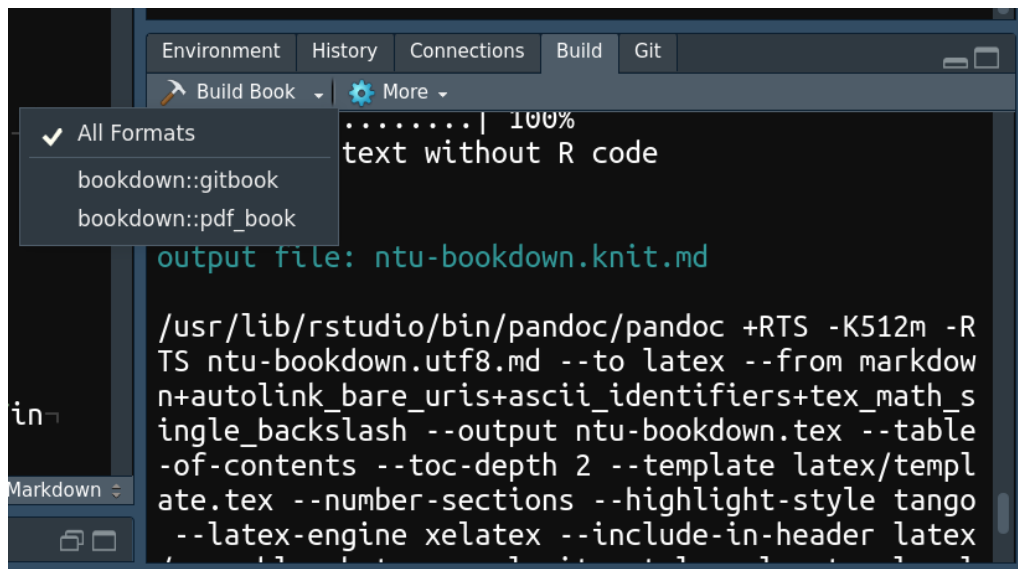 Environment History Connections Build Git
Build Book More
All Formats
bookdown::gitbook
bookdown::pdf_book
........| 100%
text without R code
output file: ntu-bookdown.knit.md
/usr/lib/rstudio/bin/pandoc/pandoc +RTS -K512m -R
TS ntu-bookdown.utf8.md --to latex --from markdow
n+autolink_bare_uris+ascii_identifiers+tex_math_s
ingle_backslash --output ntu-bookdown.tex --table
-of-contents --toc-depth 2 --template latex/templ
ate.tex --number-sections --highlight-style tango
--latex-engine xelatex --include-in-header latex
in¬
Markdown